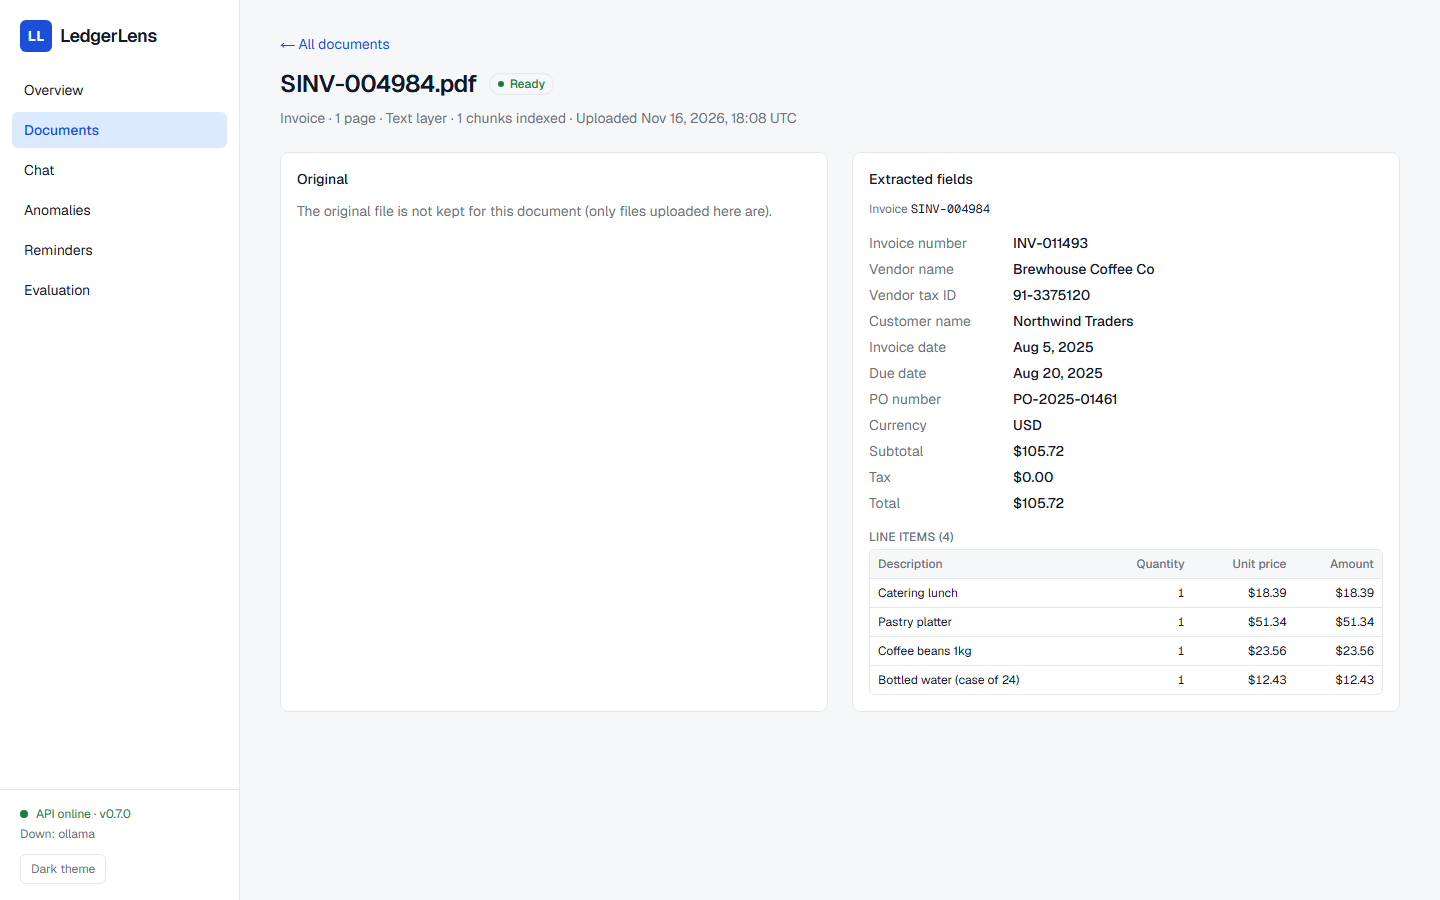 LL LedgerLens
Overview
Documents
Chat
Anomalies
Reminders
Evaluation
API online · v0.7.0
Down: ollama
Dark theme
← All documents
SINV-004984.pdf Ready
Invoice · 1 page · Text layer · 1 chunks indexed · Uploaded Nov 16, 2026, 18:08 UTC
Original
The original file is not kept for this document (only files uploaded here are).
Extracted fields
Invoice SINV-004984
Invoice number INV-011493
Vendor name Brewhouse Coffee Co
Vendor tax ID 91-3375120
Customer name Northwind Traders
Invoice date Aug 5, 2025
Due date Aug 20, 2025
PO number PO-2025-01461
Currency USD
Subtotal $105.72
Tax $0.00
Total $105.72
LINE ITEMS (4)
Description Quantity Unit price Amount
Catering lunch 1 $18.39 $18.39
Pastry platter 1 $51.34 $51.34
Coffee beans 1kg 1 $23.56 $23.56
Bottled water (case of 24) 1 $12.43 $12.43